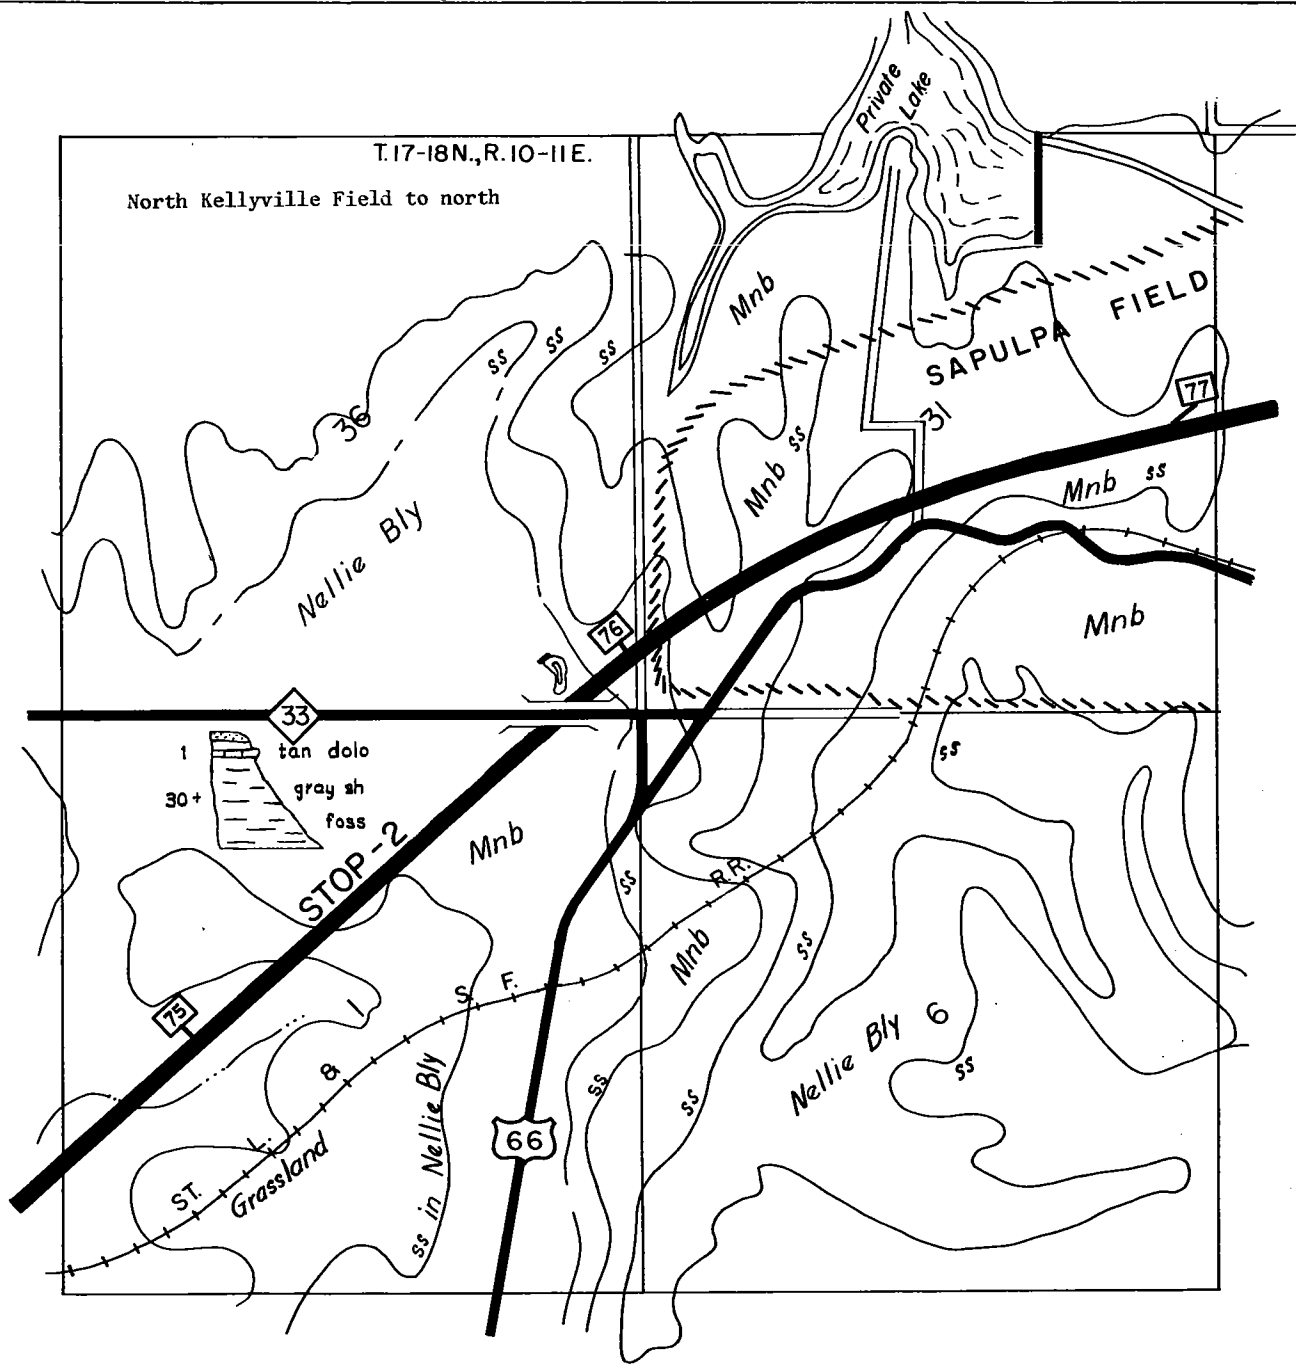 T.17-18N.,R.10-11E.
North Kellyville Field to north
Private
Lake
Mnb
SAPULPA FIELD
ss
ss
ss
36
77
31
Mnb ss
Mnb ss
Nellie Bly
76
Mnb
33
1 tan dolo
30+ gray sh
foss
ss
STOP-2
Mnb
ss
R.R.
Mnb
ss
S. F.
75
1
6
Nellie Bly
ss
&
ss
ss
66
ss in Nellie Bly
L.
Grassland
ST.